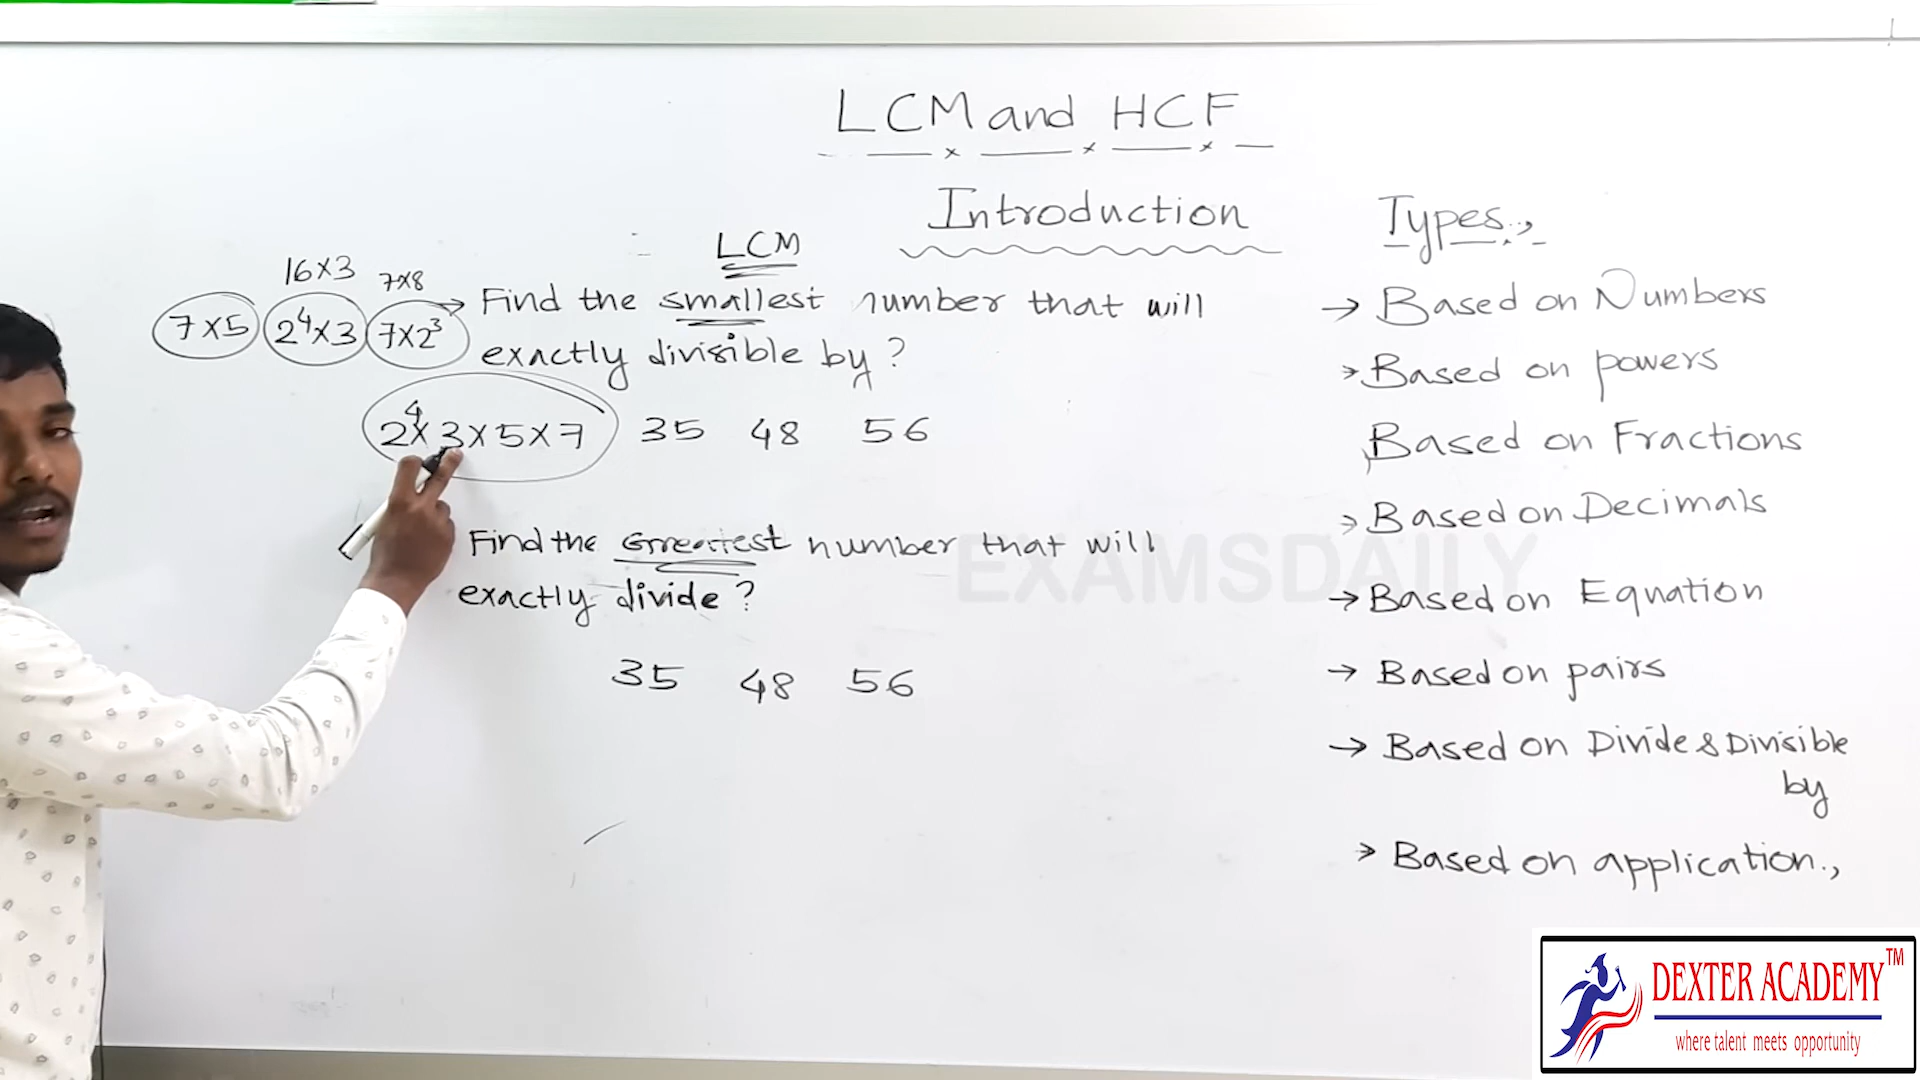 LCM and HCF
Introduction
LCM
16×3 7×8
7×5 2⁴×3 7×2³
→ Find the smallest number that will
exactly divisible by ?
2⁴×3×5×7 35 48 56
Find the Greatest number that will
exactly divide ?
35 48 56
Types.,
→ Based on Numbers
→ Based on powers
Based on Fractions
→ Based on Decimals
→ Based on Equation
→ Based on pairs
→ Based on Divide & Divisible
by
→ Based on application.,
EXAMSDAILY
DEXTER ACADEMY™
where talent meets opportunity